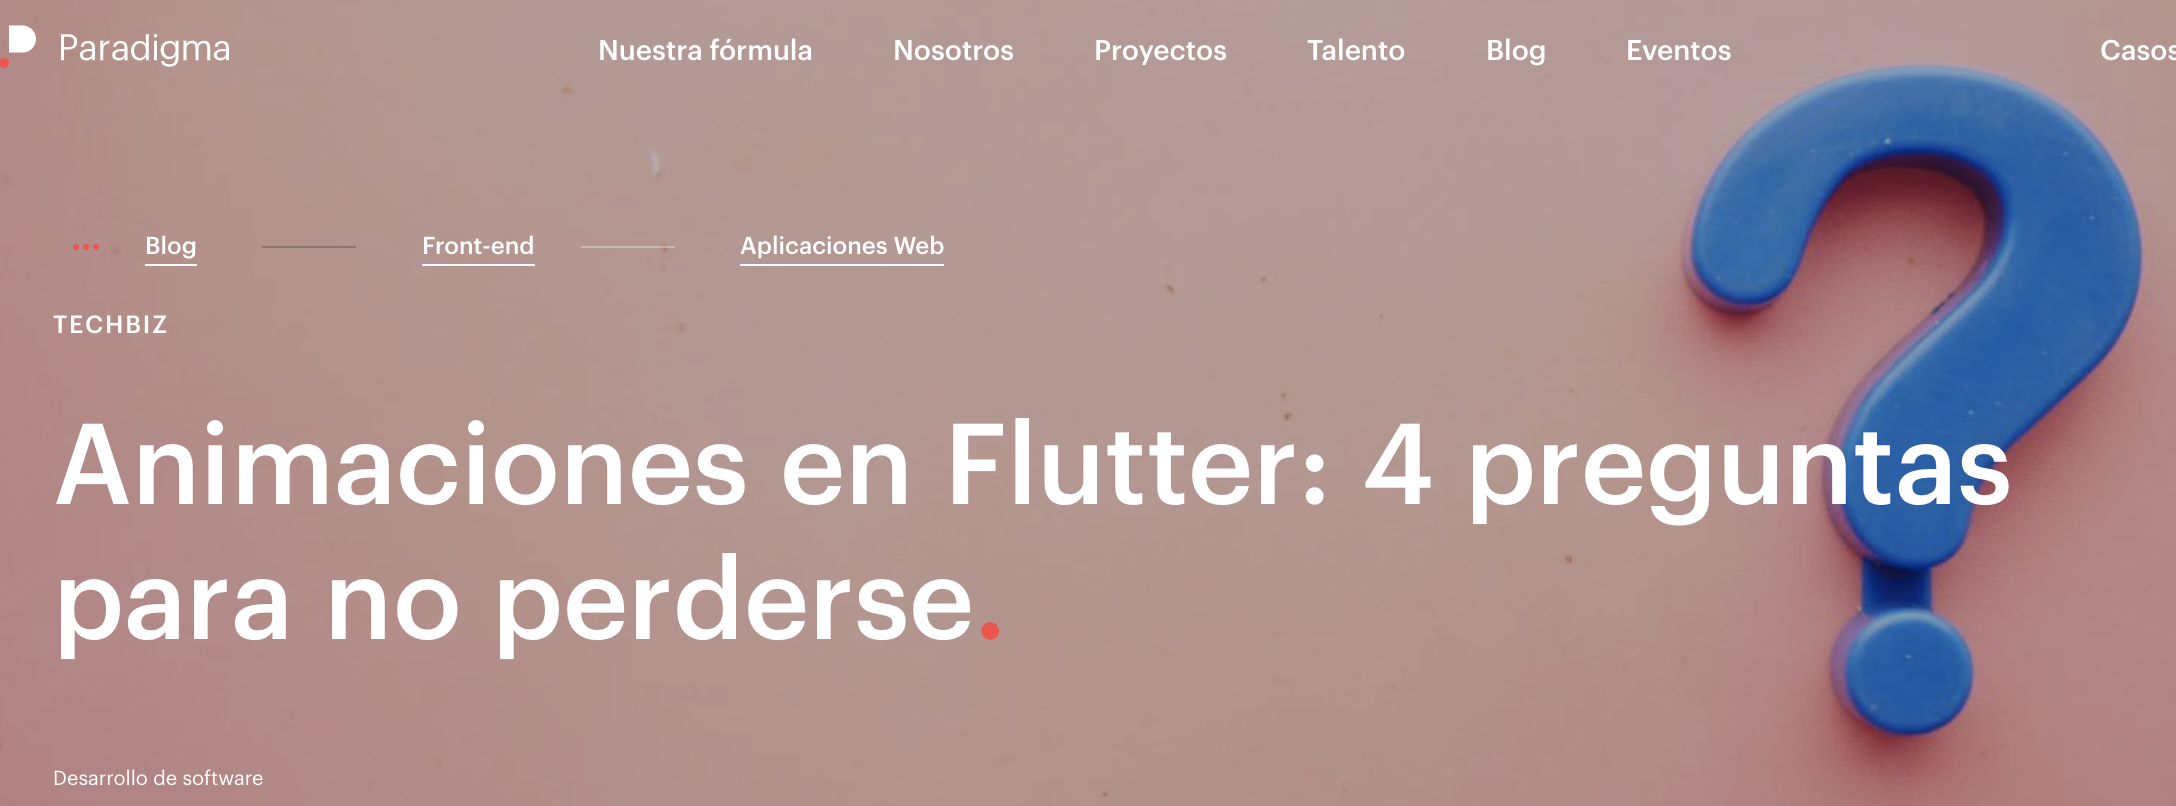 Paradigma
Nuestra fórmula Nosotros Proyectos Talento Blog Eventos Casos
Blog Front-end Aplicaciones Web
TECHBIZ
Animaciones en Flutter: 4 preguntas
para no perderse.
Desarrollo de software